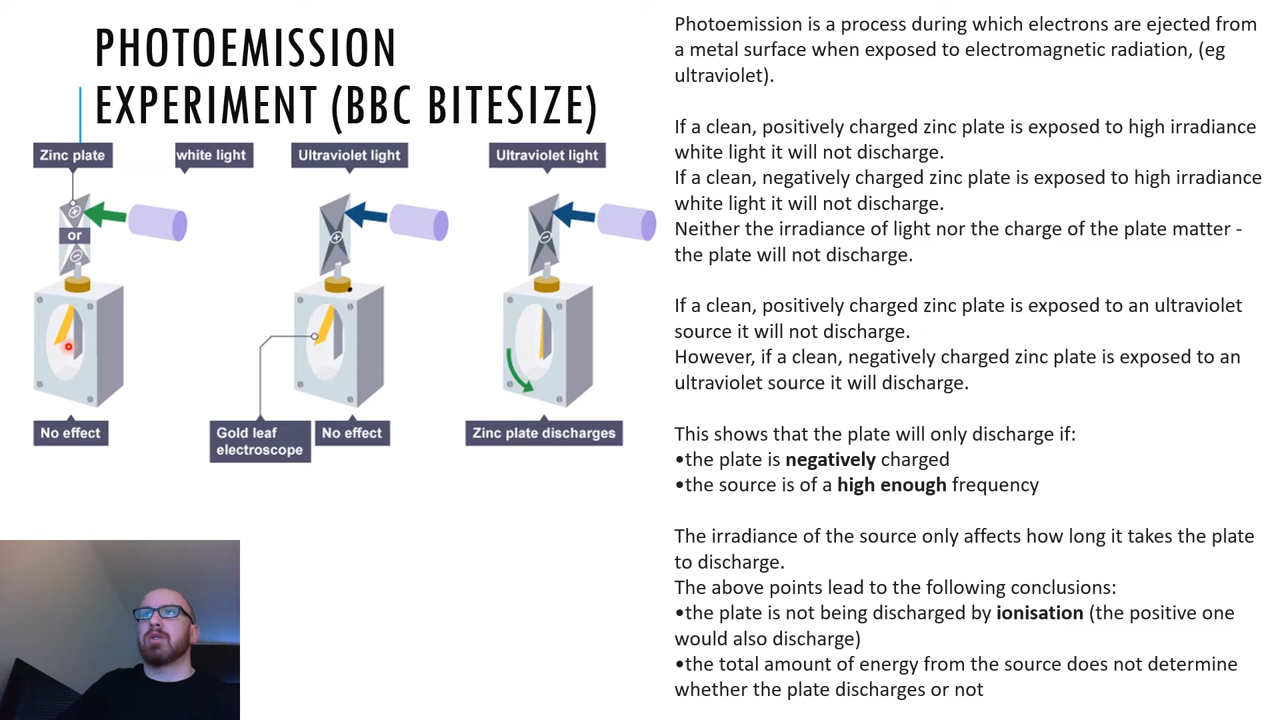 PHOTOEMISSION
EXPERIMENT (BBC BITESIZE)
Zinc plate
white light
Ultraviolet light
Ultraviolet light
or
No effect
Gold leaf
electroscope
No effect
Zinc plate discharges
Photoemission is a process during which electrons are ejected from
a metal surface when exposed to electromagnetic radiation, (eg
ultraviolet).
If a clean, positively charged zinc plate is exposed to high irradiance
white light it will not discharge.
If a clean, negatively charged zinc plate is exposed to high irradiance
white light it will not discharge.
Neither the irradiance of light nor the charge of the plate matter -
the plate will not discharge.
If a clean, positively charged zinc plate is exposed to an ultraviolet
source it will not discharge.
However, if a clean, negatively charged zinc plate is exposed to an
ultraviolet source it will discharge.
This shows that the plate will only discharge if:
•the plate is negatively charged
•the source is of a high enough frequency
The irradiance of the source only affects how long it takes the plate
to discharge.
The above points lead to the following conclusions:
•the plate is not being discharged by ionisation (the positive one
would also discharge)
•the total amount of energy from the source does not determine
whether the plate discharges or not